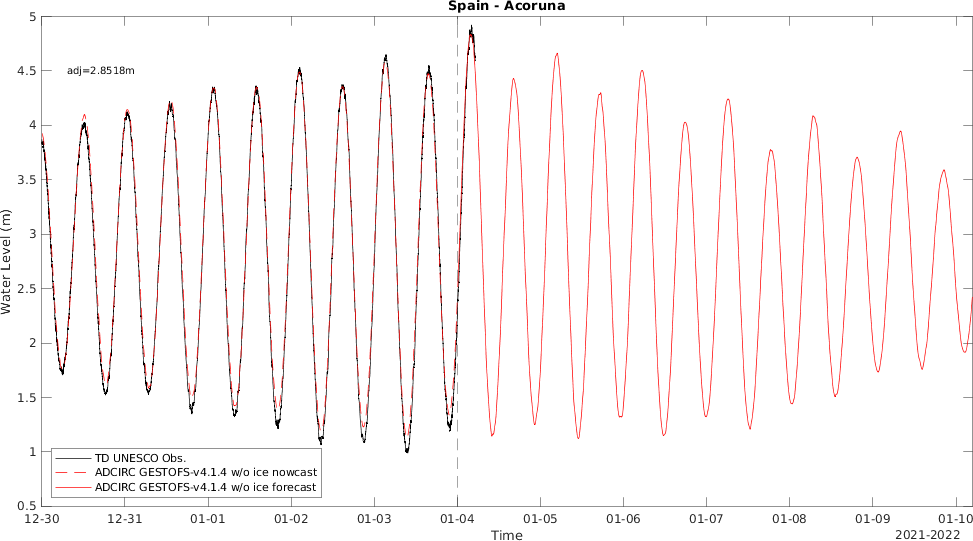 Spain - Acoruna
adj=2.8518m
Water Level (m)
5
4.5
4
3.5
3
2.5
2
1.5
1
0.5
TD UNESCO Obs.
ADCIRC GESTOFS-v4.1.4 w/o ice nowcast
ADCIRC GESTOFS-v4.1.4 w/o ice forecast
12-30 12-31 01-01 01-02 01-03 01-04 01-05 01-06 01-07 01-08 01-09 01-10
Time
2021-2022